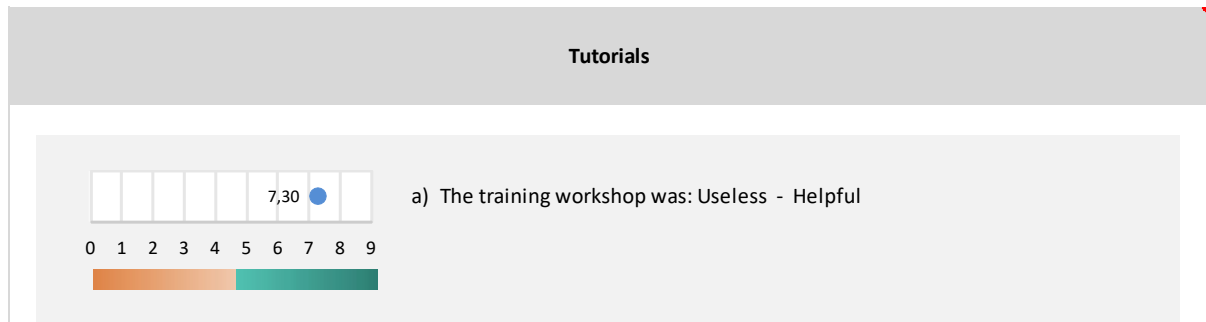 Tutorials
7,30
a) The training workshop was: Useless - Helpful
0 1 2 3 4 5 6 7 8 9